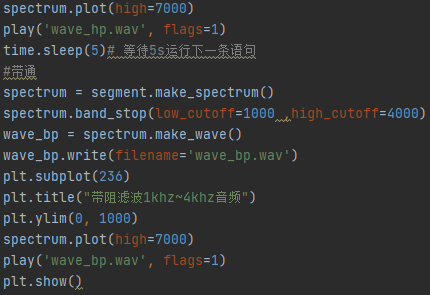 spectrum.plot(high=7000)
play('wave_hp.wav', flags=1)
time.sleep(5)# 等待5s运行下一条语句
#带通
spectrum = segment.make_spectrum()
spectrum.band_stop(low_cutoff=1000 ,high_cutoff=4000)
wave_bp = spectrum.make_wave()
wave_bp.write(filename='wave_bp.wav')
plt.subplot(236)
plt.title("带阻滤波1khz~4khz音频")
plt.ylim(0, 1000)
spectrum.plot(high=7000)
play('wave_bp.wav', flags=1)
plt.show()